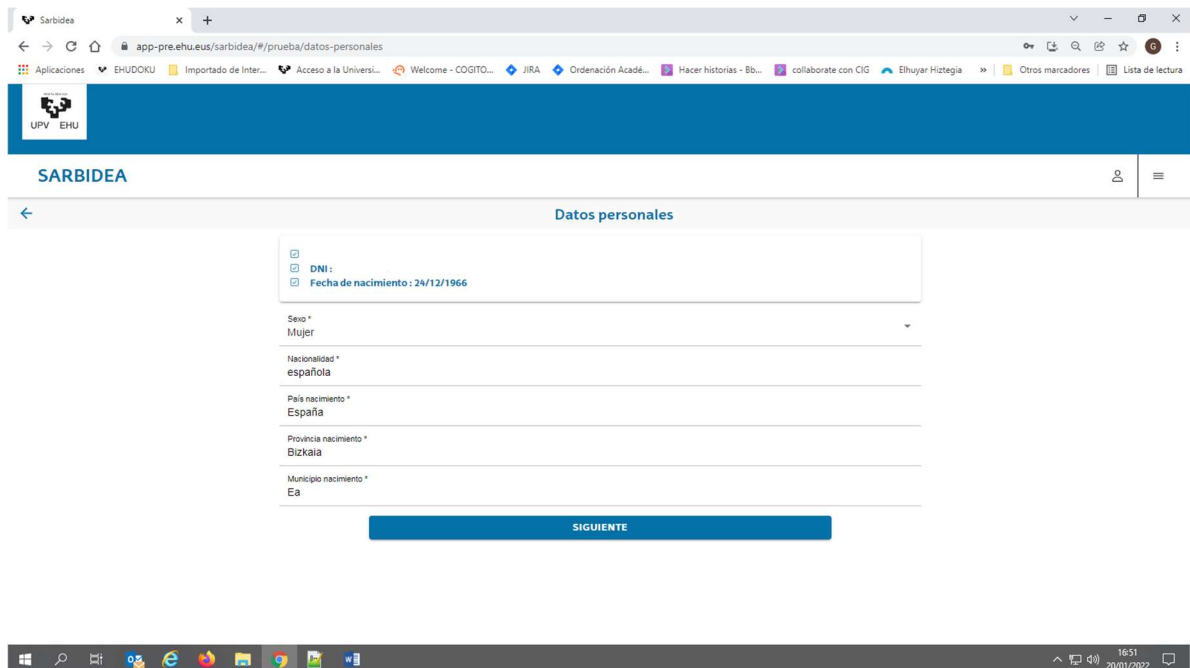 Sarbidea
app-pre.ehu.eus/sarbidea/#/prueba/datos-personales
G
Aplicaciones EHUDOKU Importado de Inter... Acceso a la Universi... Welcome - COGITO... JIRA Ordenación Acadé... Hacer historias - Bb... collaborate con CIG Elhuyar Hiztegia » Otros marcadores Lista de lectura
UPV EHU
SARBIDEA
Datos personales
DNI :
Fecha de nacimiento : 24/12/1966
Sexo *
Mujer
Nacionalidad *
española
País nacimiento *
España
Provincia nacimiento *
Bizkaia
Municipio nacimiento *
Ea
SIGUIENTE
16:51
20/01/2022